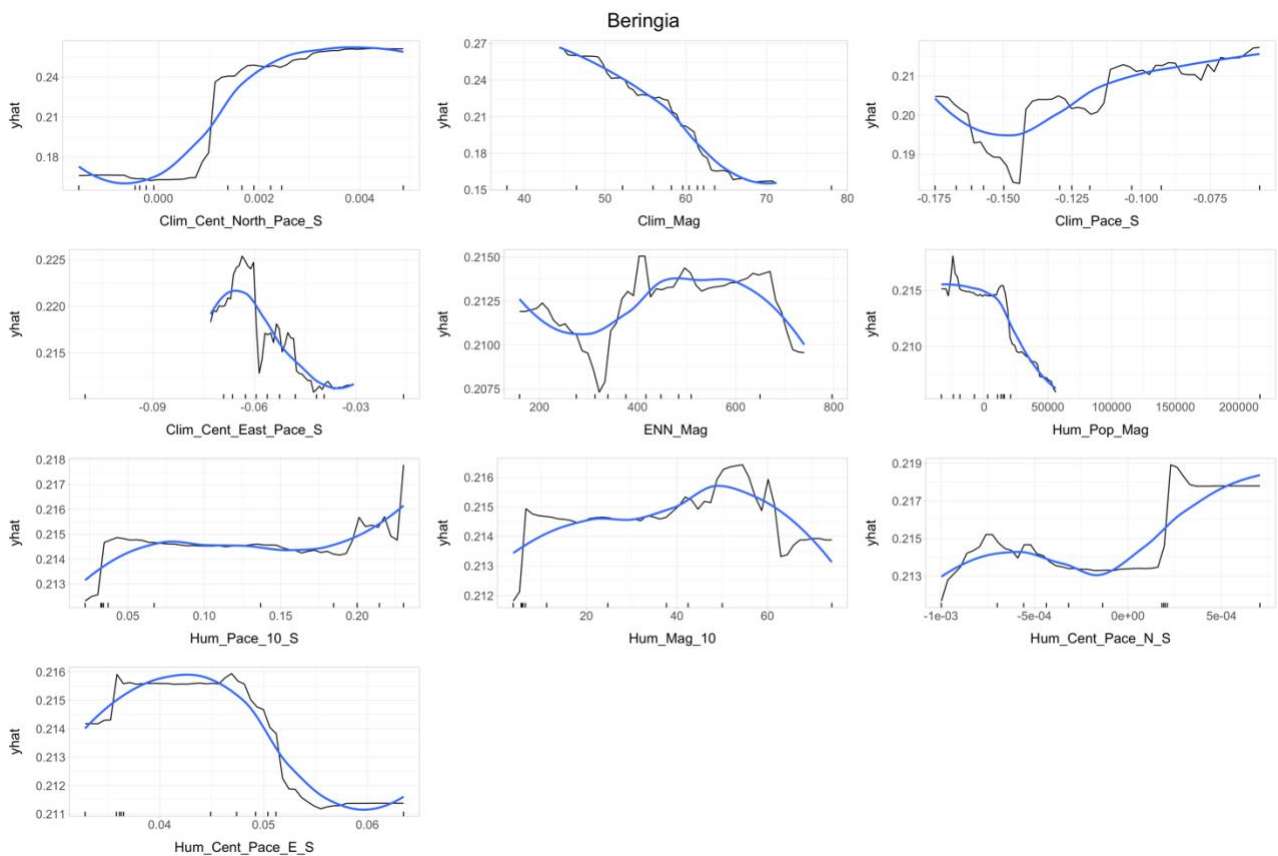 Beringia
yhat
0.24
0.21
0.18
0.000 0.002 0.004
Clim_Cent_North_Pace_S
yhat
0.27
0.24
0.21
0.18
0.15
40 50 60 70 80
Clim_Mag
yhat
0.21
0.20
0.19
-0.175 -0.150 -0.125 -0.100 -0.075
Clim_Pace_S
yhat
0.225
0.220
0.215
-0.09 -0.06 -0.03
Clim_Cent_East_Pace_S
yhat
0.2150
0.2125
0.2100
0.2075
200 400 600 800
ENN_Mag
yhat
0.215
0.210
0 50000 100000 150000 200000
Hum_Pop_Mag
yhat
0.218
0.217
0.216
0.215
0.214
0.213
0.05 0.10 0.15 0.20
Hum_Pace_10_S
yhat
0.216
0.215
0.214
0.213
0.212
20 40 60
Hum_Mag_10
yhat
0.219
0.217
0.215
0.213
-1e-03 -5e-04 0e+00 5e-04
Hum_Cent_Pace_N_S
yhat
0.216
0.215
0.214
0.213
0.212
0.211
0.04 0.05 0.06
Hum_Cent_Pace_E_S